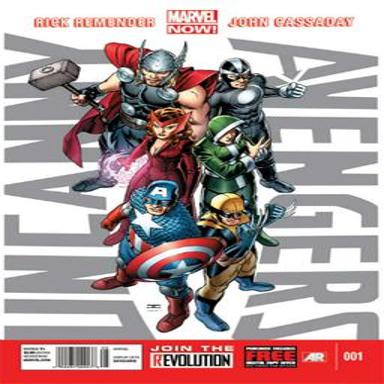 RICK REMENDER
MARVEL
NOW!
JOHN CASSADAY
UNCANNY
AVENGERS
A
JOIN THE
REVOLUTION
FREE
AR
001